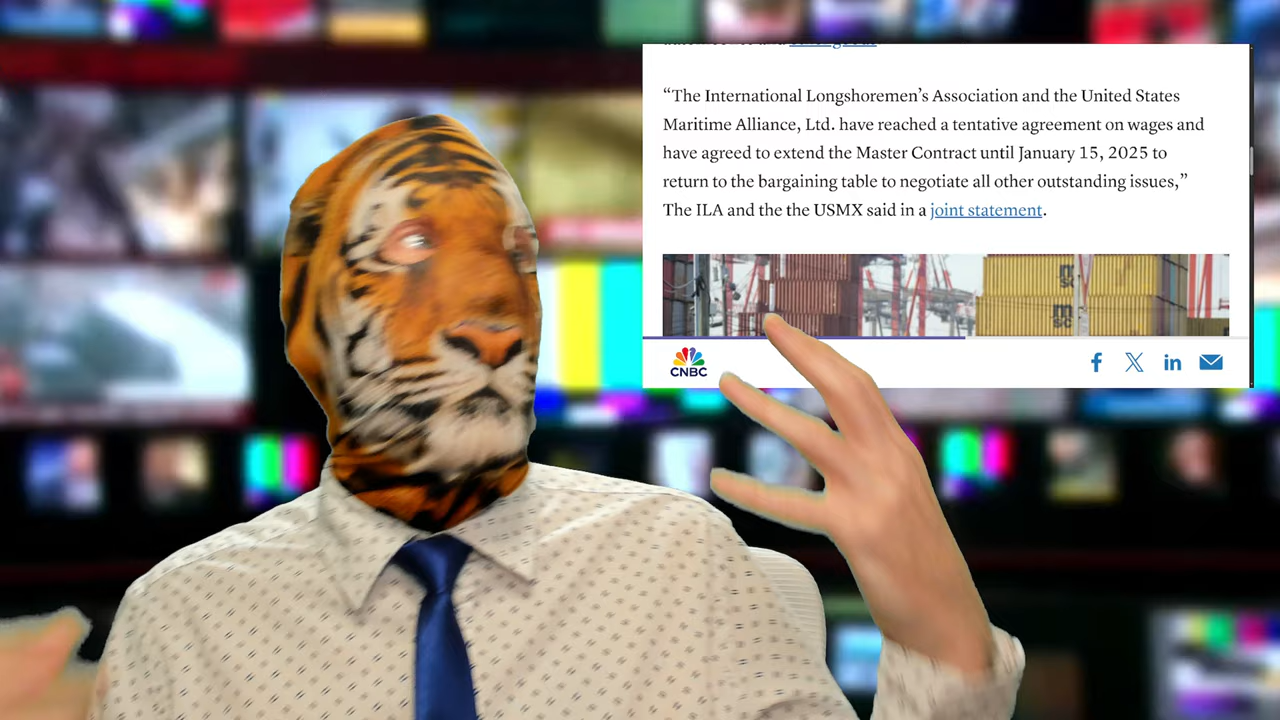 “The International Longshoremen’s Association and the United States
Maritime Alliance, Ltd. have reached a tentative agreement on wages and
have agreed to extend the Master Contract until January 15, 2025 to
return to the bargaining table to negotiate all other outstanding issues,”
The ILA and the the USMX said in a joint statement.
CNBC